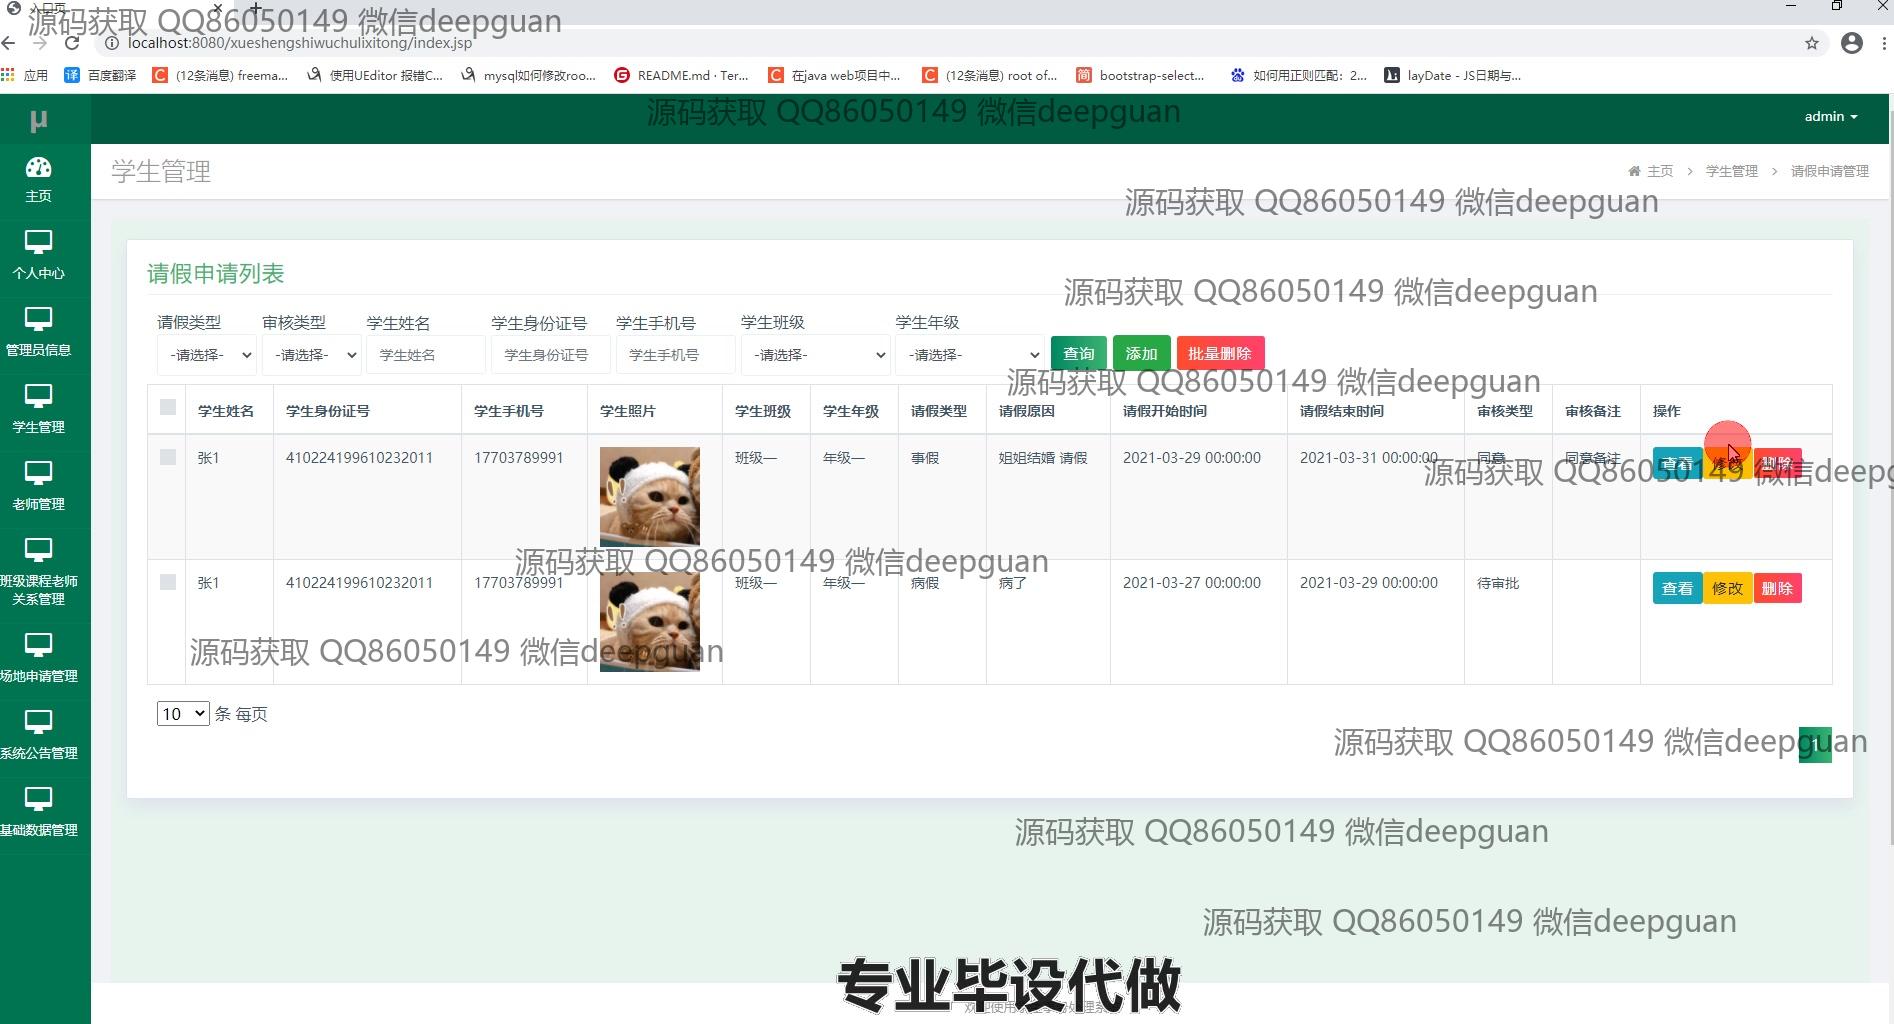 入口页
源码获取 QQ86050149 微信deepguan
localhost:8080/xueshengshiwuchulixitong/index.jsp
应用 百度翻译 (12条消息) freema... 使用UEditor 报错C... mysql如何修改roo... README.md · Ter... 在java web项目中... (12条消息) root of... bootstrap-select... 如何用正则匹配：2... layDate - JS日期与...
源码获取 QQ86050149 微信deepguan
μ admin
学生管理 主页 > 学生管理 > 请假申请管理
主页
源码获取 QQ86050149 微信deepguan
个人中心
请假申请列表
源码获取 QQ86050149 微信deepguan
请假类型 审核类型 学生姓名 学生身份证号 学生手机号 学生班级 学生年级
管理员信息
-请选择- -请选择- 学生姓名 学生身份证号 学生手机号 -请选择- -请选择- 查询 添加 批量删除
源码获取 QQ86050149 微信deepguan
学生姓名 学生身份证号 学生手机号 学生照片 学生班级 学生年级 请假类型 请假原因 请假开始时间 请假结束时间 审核类型 审核备注 操作
学生管理
张1 410224199610232011 17703789991 班级一 年级一 事假 姐姐结婚 请假 2021-03-29 00:00:00 2021-03-31 00:00:00 同意 同意备注 查看 修改 删除
源码获取 QQ86050149 微信deepg
老师管理
源码获取 QQ86050149 微信deepguan
张1 410224199610232011 17703789991 班级一 年级一 病假 病了 2021-03-27 00:00:00 2021-03-29 00:00:00 待审批 查看 修改 删除
班级课程老师
关系管理
源码获取 QQ86050149 微信deepguan
场地申请管理
10 条 每页
源码获取 QQ86050149 微信deepguan
1
系统公告管理
基础数据管理
源码获取 QQ86050149 微信deepguan
源码获取 QQ86050149 微信deepguan
专业毕设代做